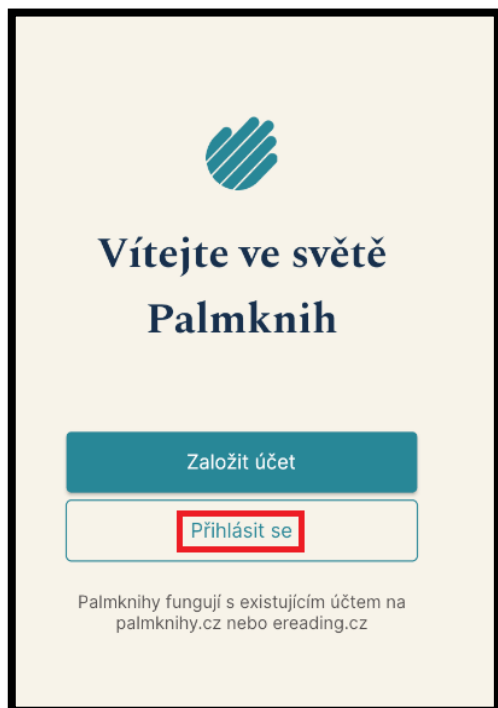 Vítejte ve světě
Palmknih
Založit účet
Přihlásit se
Palmknihy fungují s existujícím účtem na
palmknihy.cz nebo ereading.cz